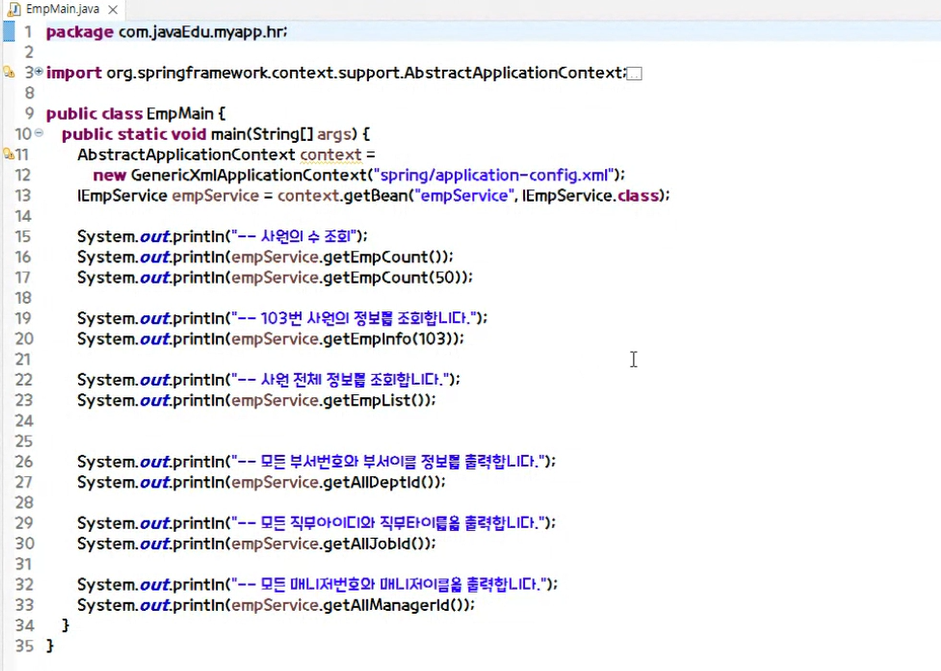 EmpMain.java
1 package com.javaEdu.myapp.hr;
2
3 import org.springframework.context.support.AbstractApplicationContext;
8
9 public class EmpMain {
10 public static void main(String[] args) {
11 AbstractApplicationContext context =
12 new GenericXmlApplicationContext("spring/application-config.xml");
13 IEmpService empService = context.getBean("empService", IEmpService.class);
14
15 System.out.println("-- 사원의 수 조회");
16 System.out.println(empService.getEmpCount());
17 System.out.println(empService.getEmpCount(50));
18
19 System.out.println("-- 103번 사원의 정보를 조회합니다.");
20 System.out.println(empService.getEmpInfo(103));
21
22 System.out.println("-- 사원 전체 정보를 조회합니다.");
23 System.out.println(empService.getEmpList());
24
25
26 System.out.println("-- 모든 부서번호와 부서이름 정보를 출력합니다.");
27 System.out.println(empService.getAllDeptId());
28
29 System.out.println("-- 모든 직무아이디와 직무타이틀을 출력합니다.");
30 System.out.println(empService.getAllJobId());
31
32 System.out.println("-- 모든 매니저번호와 매니저이름을 출력합니다.");
33 System.out.println(empService.getAllManagerId());
34 }
35 }